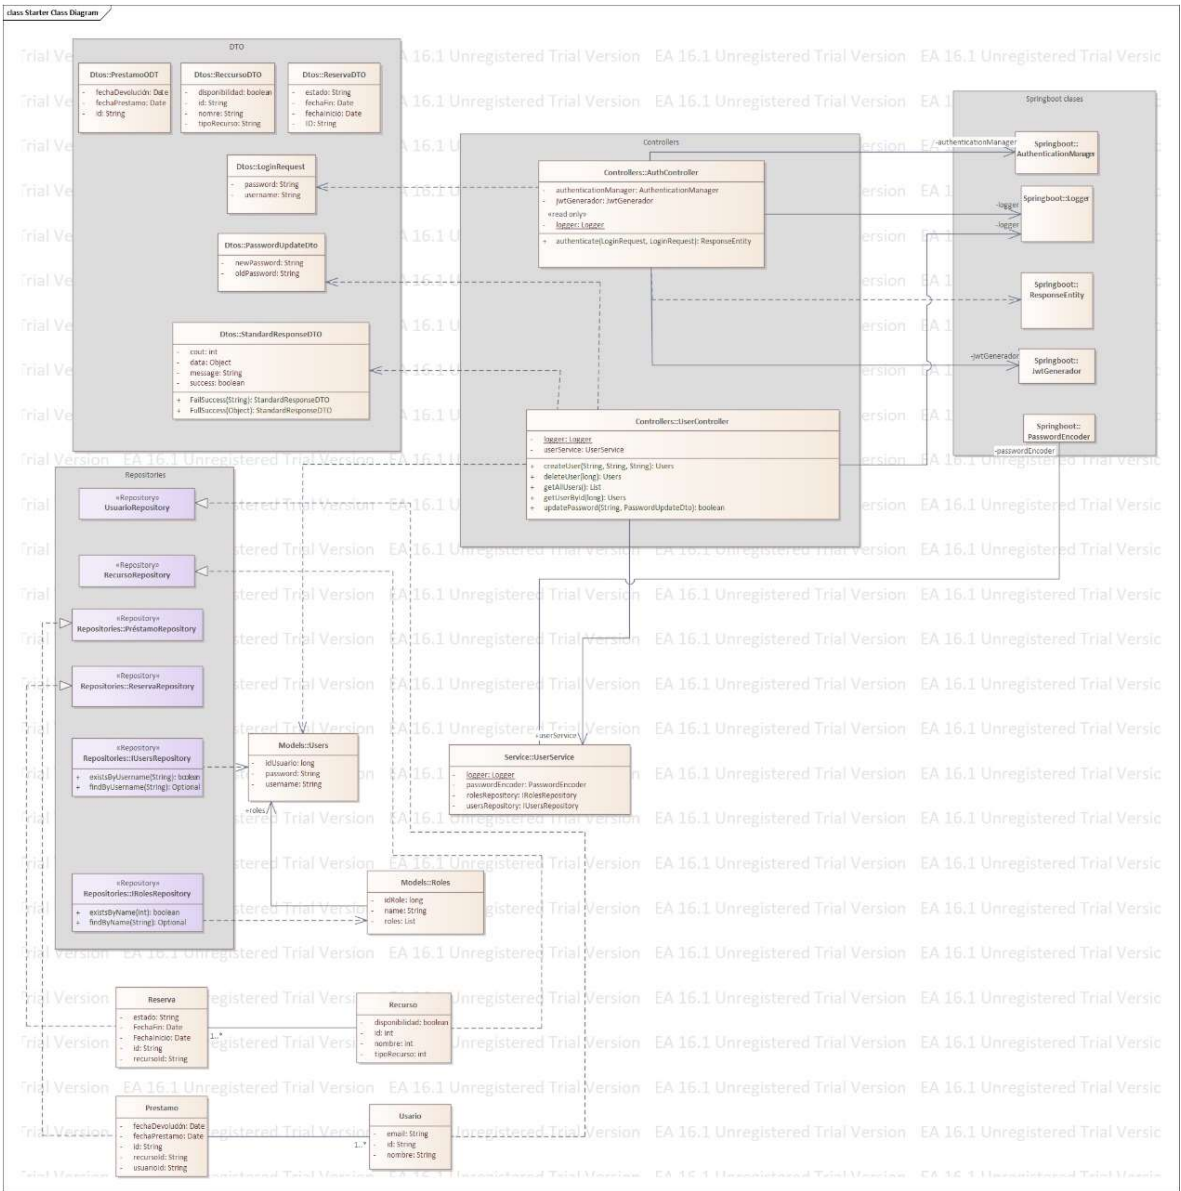 class Starter Class Diagram
DTO
Dtos::PrestamoODT
- fechaDevolución: Date
- fechaPrestamo: Date
- id: String
Dtos::ReccursoDTO
- disponibilidad: boolean
- id: String
- nomre: String
- tipoRecurso: String
Dtos::ReservaDTO
- estado: String
- fechaFin: Date
- fechaInicio: Date
- ID: String
Dtos::LoginRequest
- password: String
- username: String
Dtos::PasswordUpdateDto
- newPassword: String
- oldPassword: String
Dtos::StandardResponseDTO
- cout: int
- data: Object
- message: String
- success: boolean
+ FailSuccess(String): StandardResponseDTO
+ FullSuccess(Object): StandardResponseDTO
Controllers
Controllers::AuthController
- authenticationManager: AuthenticationManager
- jwtGenerador: JwtGenerador
«read only»
- logger: Logger
+ authenticate(LoginRequest, LoginRequest): ResponseEntity
Controllers::UserController
- logger: Logger
- userService: UserService
+ createUser(String, String, String): Users
+ deleteUser(long): Users
+ getAllUsers(): List
+ getUserById(long): Users
+ updatePassword(String, PasswordUpdateDto): boolean
Springboot clases
-authenticationManager
Springboot::
AuthenticationManager
-logger
Springboot::Logger
-logger
Springboot::
ResponseEntity
-jwtGenerador
Springboot::
JwtGenerador
Springboot::
PasswordEncoder
-passwordEncoder
Repositories
«Repository»
UsuarioRepository
«Repository»
RecursoRepository
«Repository»
Repositories::PréstamoRepository
«Repository»
Repositories::ReservaRepository
«Repository»
Repositories::IUsersRepository
+ existsByUsername(String): boolean
+ findByUsername(String): Optional
«Repository»
Repositories::IRolesRepository
+ existsByName(int): boolean
+ findByName(String): Optional
Models::Users
- idUsuario: long
- password: String
- username: String
-userService
Service::UserService
- logger: Logger
- passwordEncoder: PasswordEncoder
- rolesRepository: IRolesRepository
- usersRepository: IUsersRepository
Models::Roles
- idRole: long
- name: String
- roles: List
Reserva
- estado: String
- FechaFin: Date
- FechaInicio: Date
- id: String
- recursoId: String
1..*
Recurso
- disponibilidad: boolean
- id: int
- nombre: int
- tipoRecurso: int
Prestamo
- fechaDevolución: Date
- fechaPrestamo: Date
- id: String
- recursoId: String
- usuarioId: String
1..*
Usario
- email: String
- id: String
- nombre: String
EA 16.1 Unregistered Trial Version